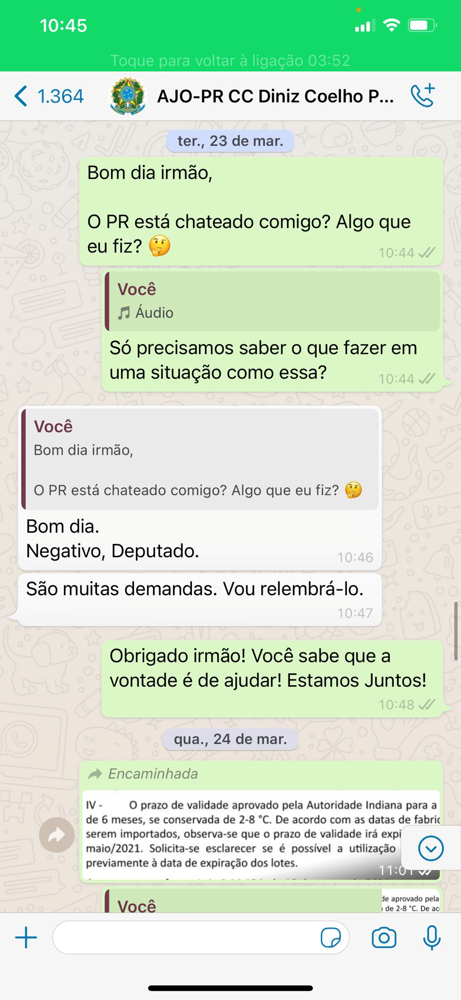 10:45
Toque para voltar à ligação 03:52
1.364
AJO-PR CC Diniz Coelho P...
ter., 23 de mar.
Bom dia irmão,
O PR está chateado comigo? Algo que
eu fiz? 🤔
10:44
Você
Áudio
Só precisamos saber o que fazer em
uma situação como essa?
10:44
Você
Bom dia irmão,
O PR está chateado comigo? Algo que eu fiz? 🤔
Bom dia.
Negativo, Deputado.
10:46
São muitas demandas. Vou relembrá-lo.
10:47
Obrigado irmão! Você sabe que a
vontade é de ajudar! Estamos Juntos!
10:48
qua., 24 de mar.
Encaminhada
IV - O prazo de validade aprovado pela Autoridade Indiana para a
de 6 meses, se conservada de 2-8 °C. De acordo com as datas de fabric
serem importados, observa-se que o prazo de validade irá expi
maio/2021. Solicita-se esclarecer se é possível a utilização
previamente à data de expiração dos lotes.
11:01
Você
de aprovado pela
de 2-8 °C. De ac